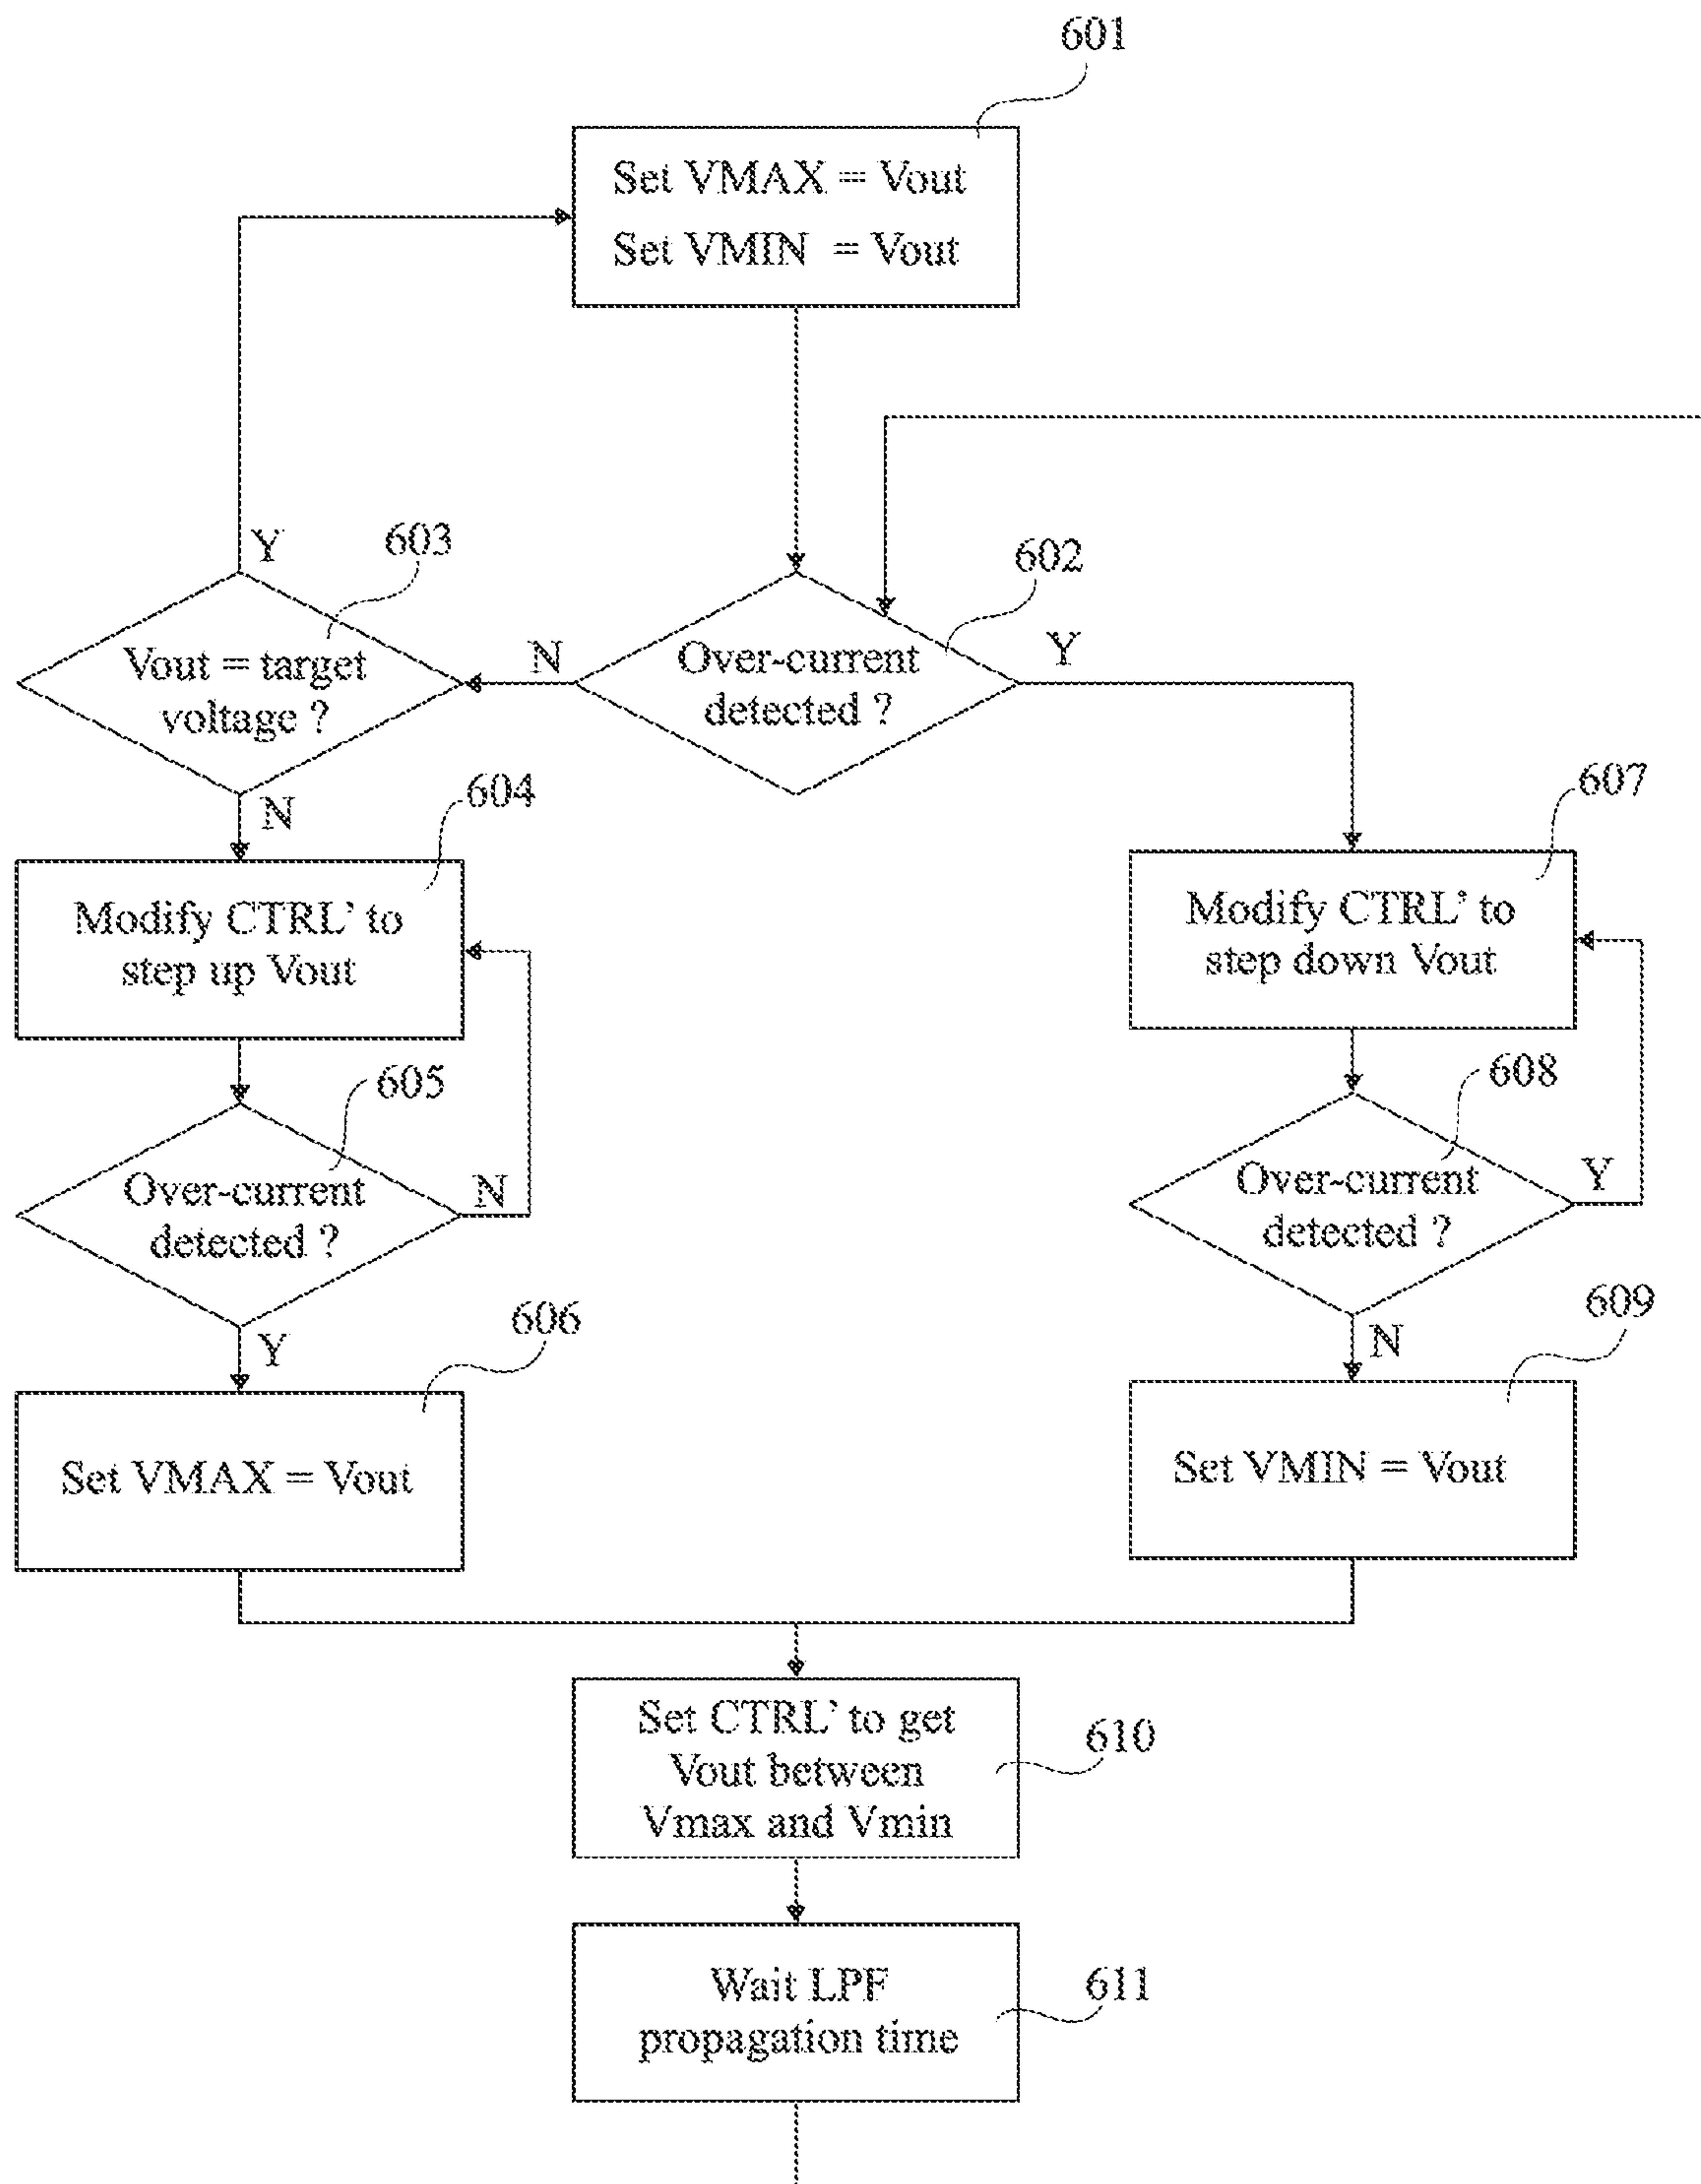 601
Set VMAX = Vout
Set VMIN = Vout
Y
603
602
Vout = target
voltage ?
N
Over-current
detected ?
Y
N
604
607
Modify CTRL' to
step up Vout
Modify CTRL' to
step down Vout
605
608
Over-current
detected ?
N
Over-current
detected ?
Y
Y
606
N
609
Set VMAX = Vout
Set VMIN = Vout
Set CTRL' to get
Vout between
Vmax and Vmin
610
Wait LPF
propagation time
611